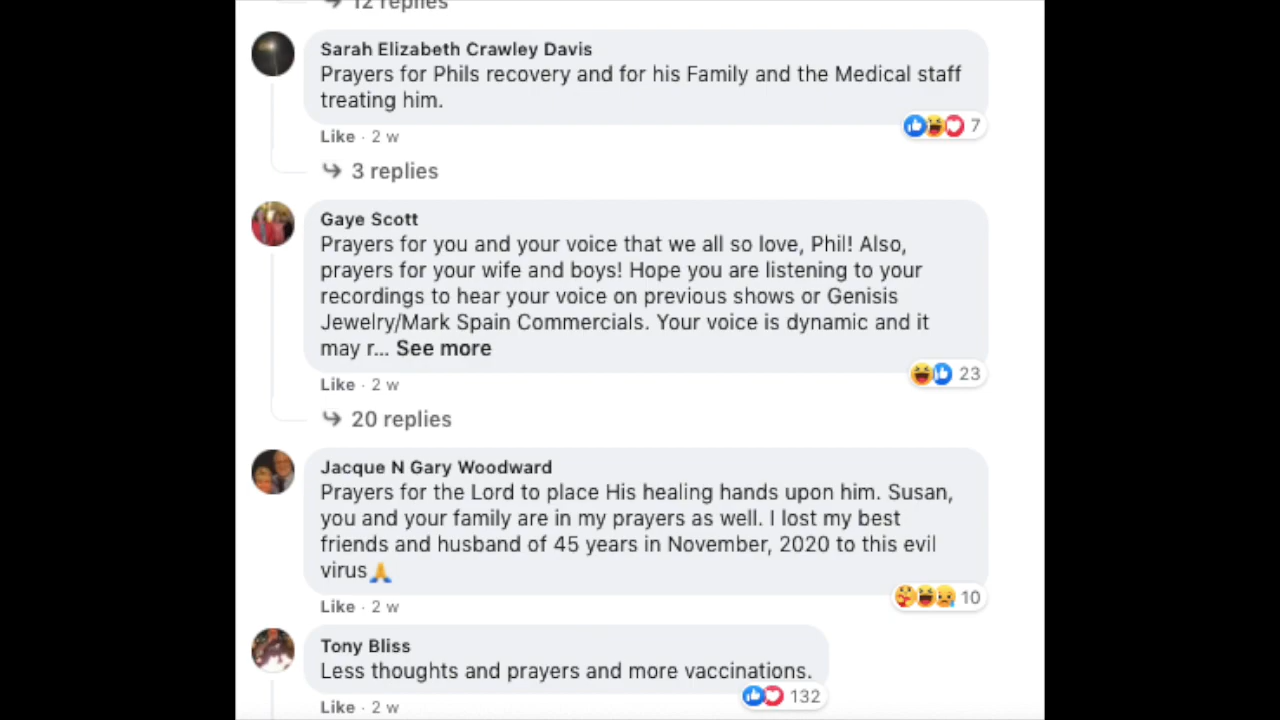 12 replies
Sarah Elizabeth Crawley Davis
Prayers for Phils recovery and for his Family and the Medical staff
treating him.
Like · 2 w
7
3 replies
Gaye Scott
Prayers for you and your voice that we all so love, Phil! Also,
prayers for your wife and boys! Hope you are listening to your
recordings to hear your voice on previous shows or Genisis
Jewelry/Mark Spain Commercials. Your voice is dynamic and it
may r... See more
Like · 2 w
23
20 replies
Jacque N Gary Woodward
Prayers for the Lord to place His healing hands upon him. Susan,
you and your family are in my prayers as well. I lost my best
friends and husband of 45 years in November, 2020 to this evil
virus🙏
Like · 2 w
10
Tony Bliss
Less thoughts and prayers and more vaccinations.
Like · 2 w
132